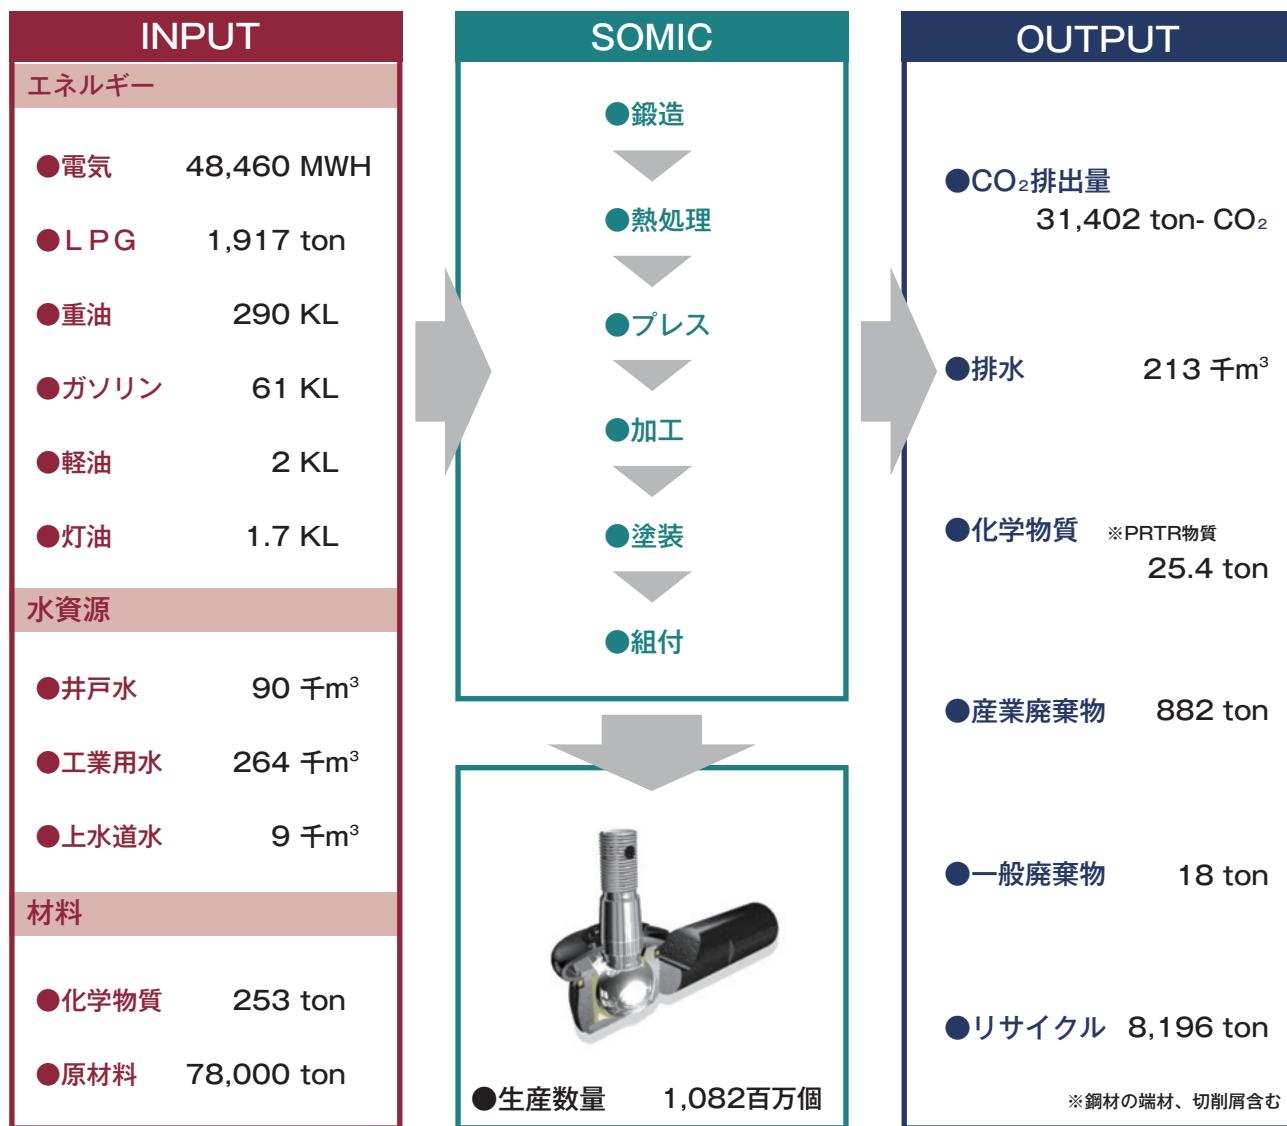 INPUT
エネルギー
●電気 48,460 MWH
●LPG 1,917 ton
●重油 290 KL
●ガソリン 61 KL
●軽油 2 KL
●灯油 1.7 KL
水資源
●井戸水 90 千m³
●工業用水 264 千m³
●上水道水 9 千m³
材料
●化学物質 253 ton
●原材料 78,000 ton
SOMIC
●鍛造
●熱処理
●プレス
●加工
●塗装
●組付
●生産数量 1,082百万個
OUTPUT
●CO₂排出量
31,402 ton- CO₂
●排水 213 千m³
●化学物質 ※PRTR物質
25.4 ton
●産業廃棄物 882 ton
●一般廃棄物 18 ton
●リサイクル 8,196 ton
※鋼材の端材、切削屑含む